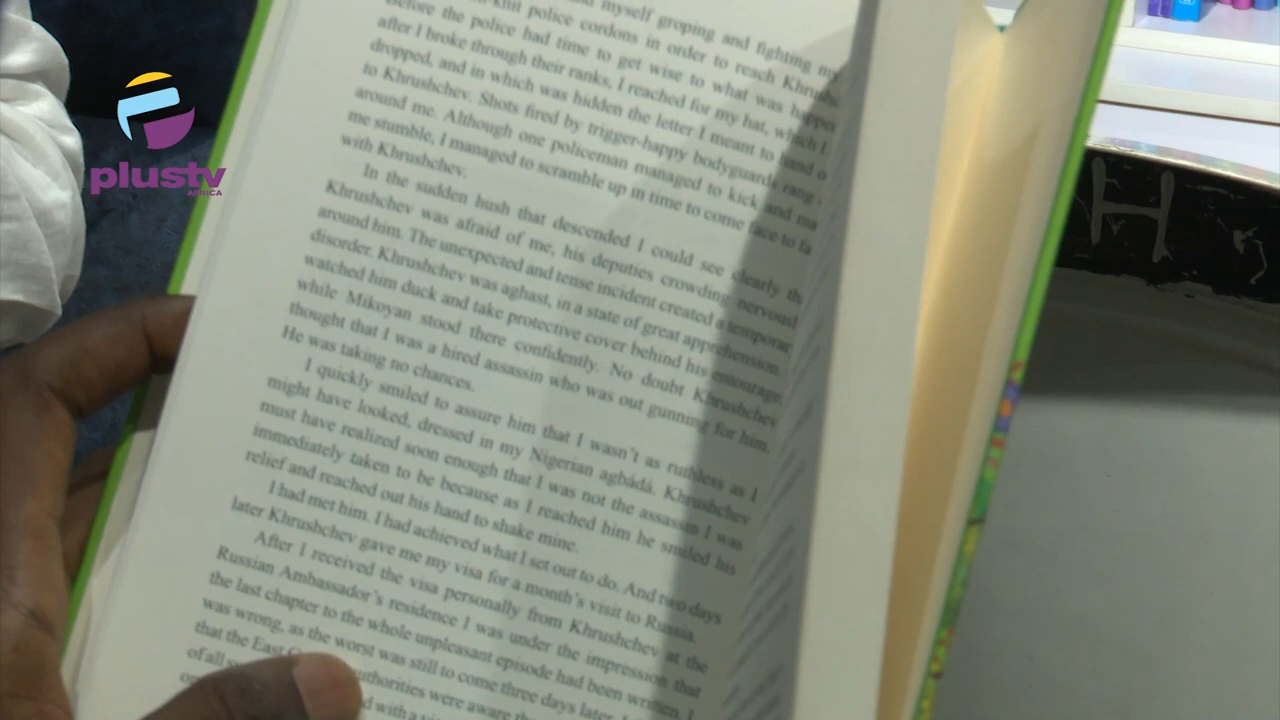 plustv
AFRICA
myself groping and fighting my
police cordons in order to reach
before the police had time to get wise to what was
after I broke through their ranks, I reached for my hat, which I
dropped, and in which was hidden the letter I meant to hand
to Khrushchev. Shots fired by trigger-happy bodyguards rang
around me. Although one policeman managed to kick and
me stumble, I managed to scramble up in time to come face to
with Khrushchev.
In the sudden hush that descended I could see clearly
Khrushchev was afraid of me, his deputies crowding
around him. The unexpected and tense incident created a
disorder. Khrushchev was aghast, in a state of great apprehension.
watched him duck and take protective cover behind his entourage,
while Mikoyan stood there confidently. No doubt Khrushchev
thought that I was a hired assassin who was out gunning for him.
He was taking no chances.
I quickly smiled to assure him that I wasn't as ruthless as I
might have looked, dressed in my Nigerian agbádá. Khrushchev
must have realized soon enough that I was not the assassin I was
immediately taken to be because as I reached him he smiled his
relief and reached out his hand to shake mine.
I had met him. I had achieved what I set out to do. And two days
later Khrushchev gave me my visa for a month's visit to Russia.
After I received the visa personally from Khrushchev at the
Russian Ambassador's residence I was under the impression that
the last chapter to the whole unpleasant episode had been written. I
was wrong, as the worst was still to come three days later.
that the East authorities were aware
of all
H